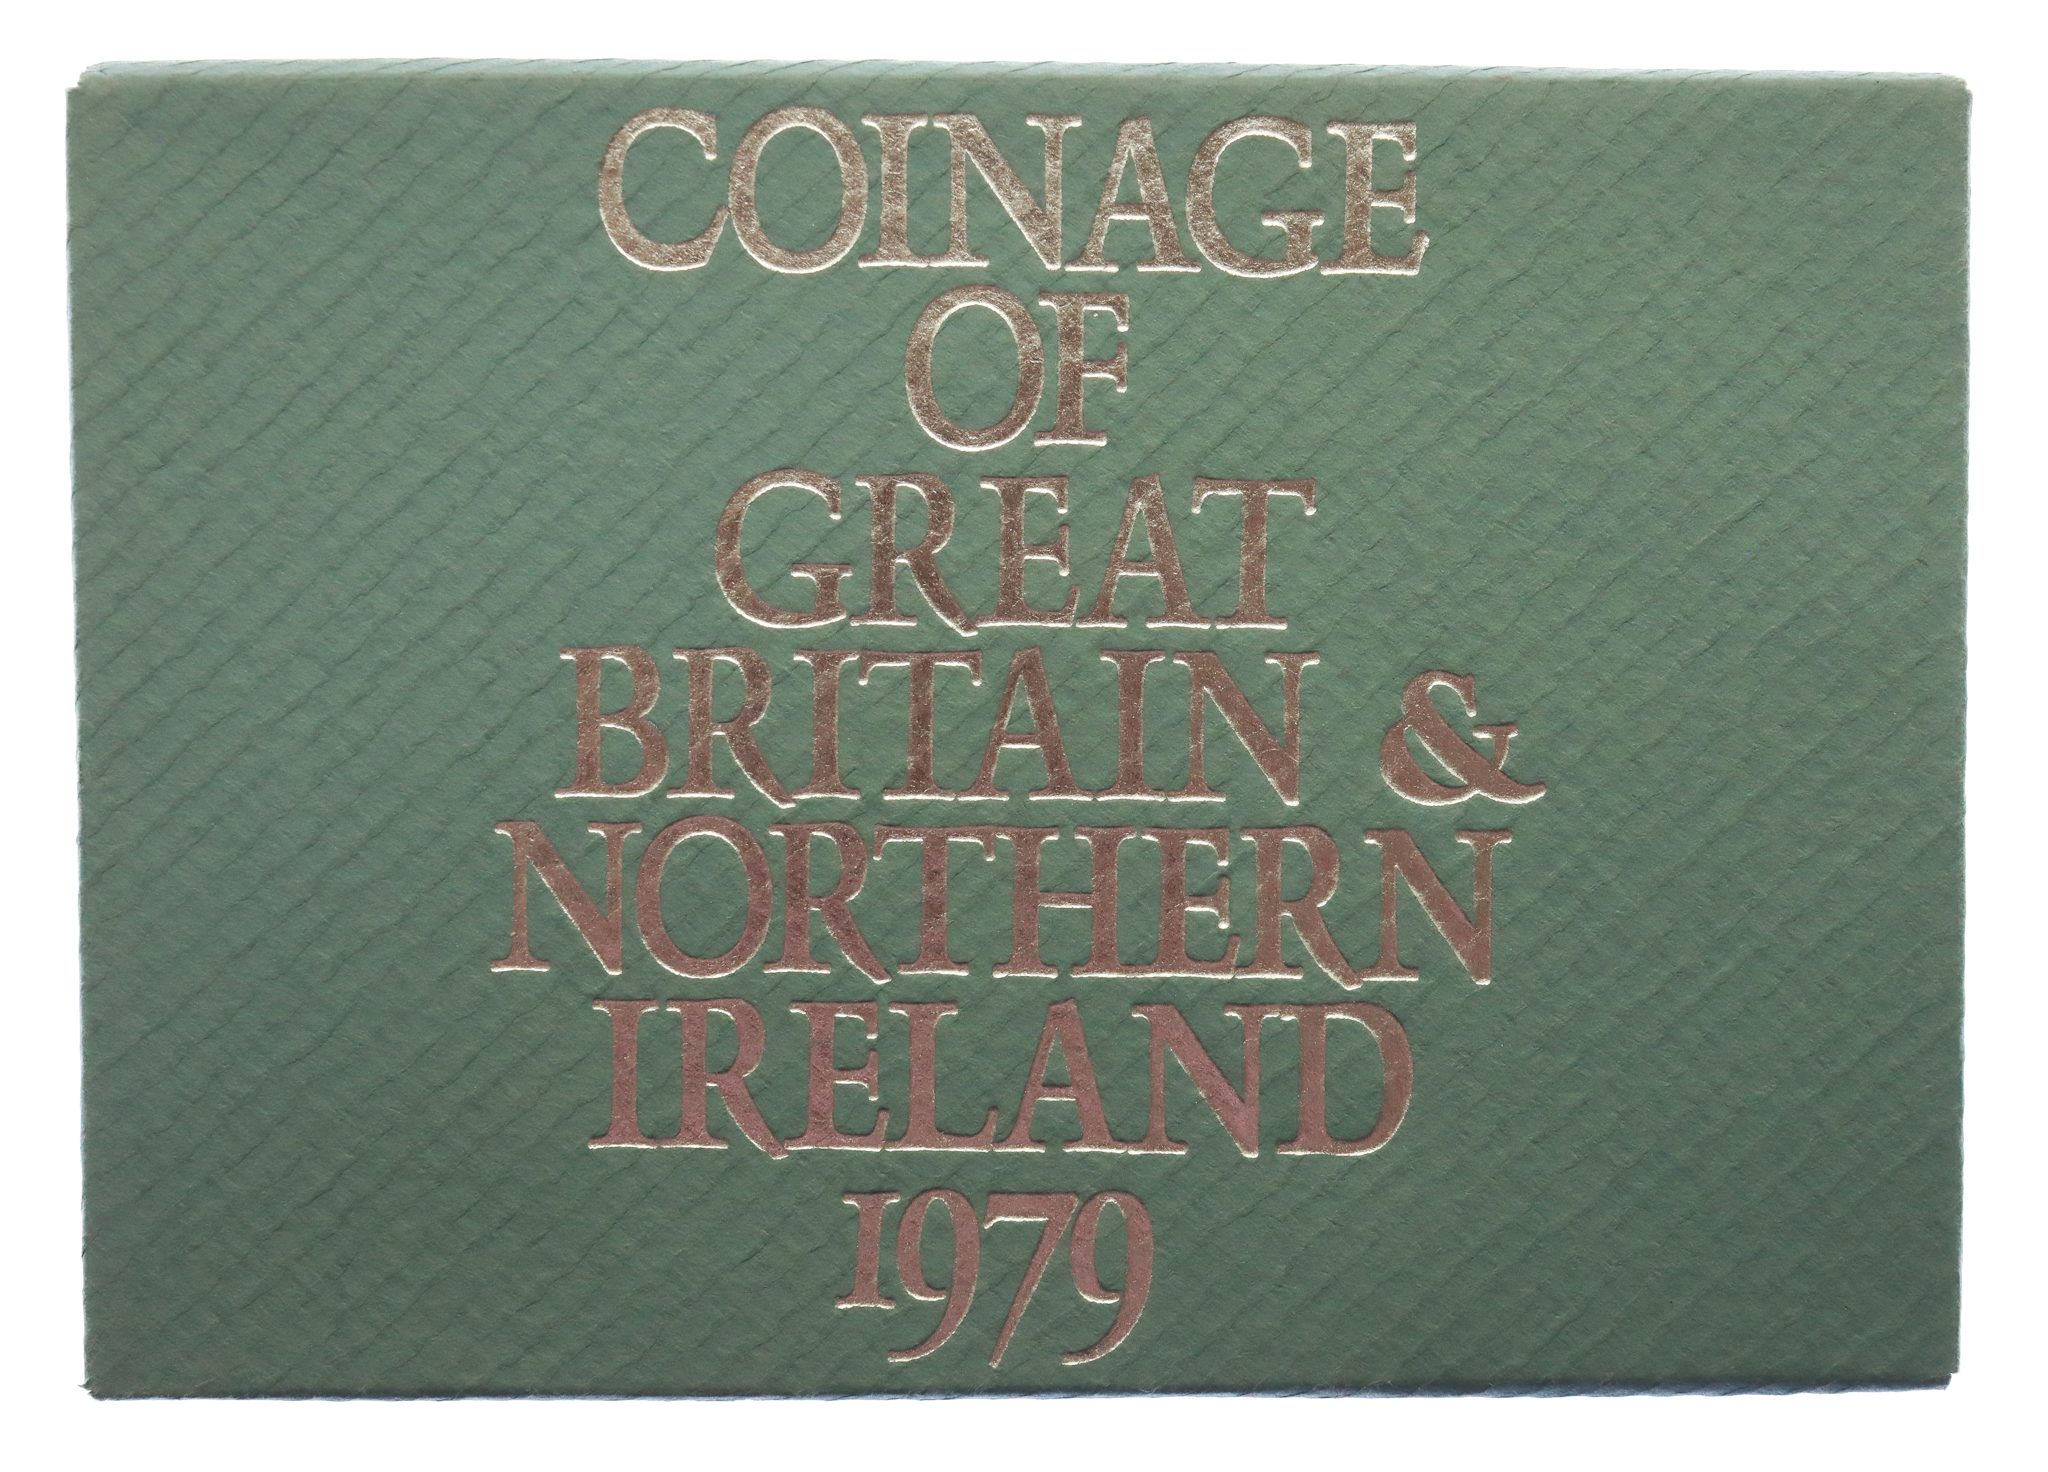 COINAGE
OF
GREAT
BRITAIN &
NORTHERN
IRELAND
1979